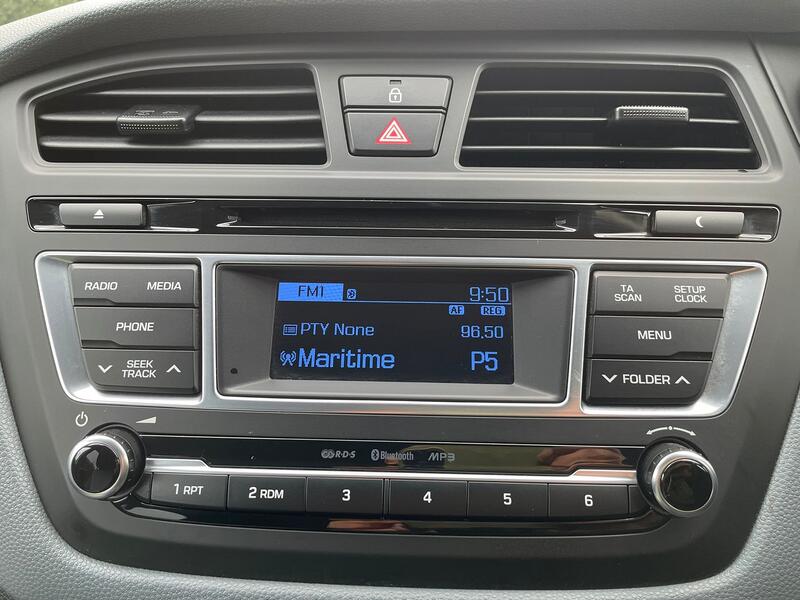 FM1 9:50
AF REG
PTY None 96.50
Maritime P5
RADIO MEDIA
PHONE
SEEK
TRACK
TA
SCAN
SETUP
CLOCK
MENU
FOLDER
R·D·S Bluetooth MP3
1 RPT 2 RDM 3 4 5 6